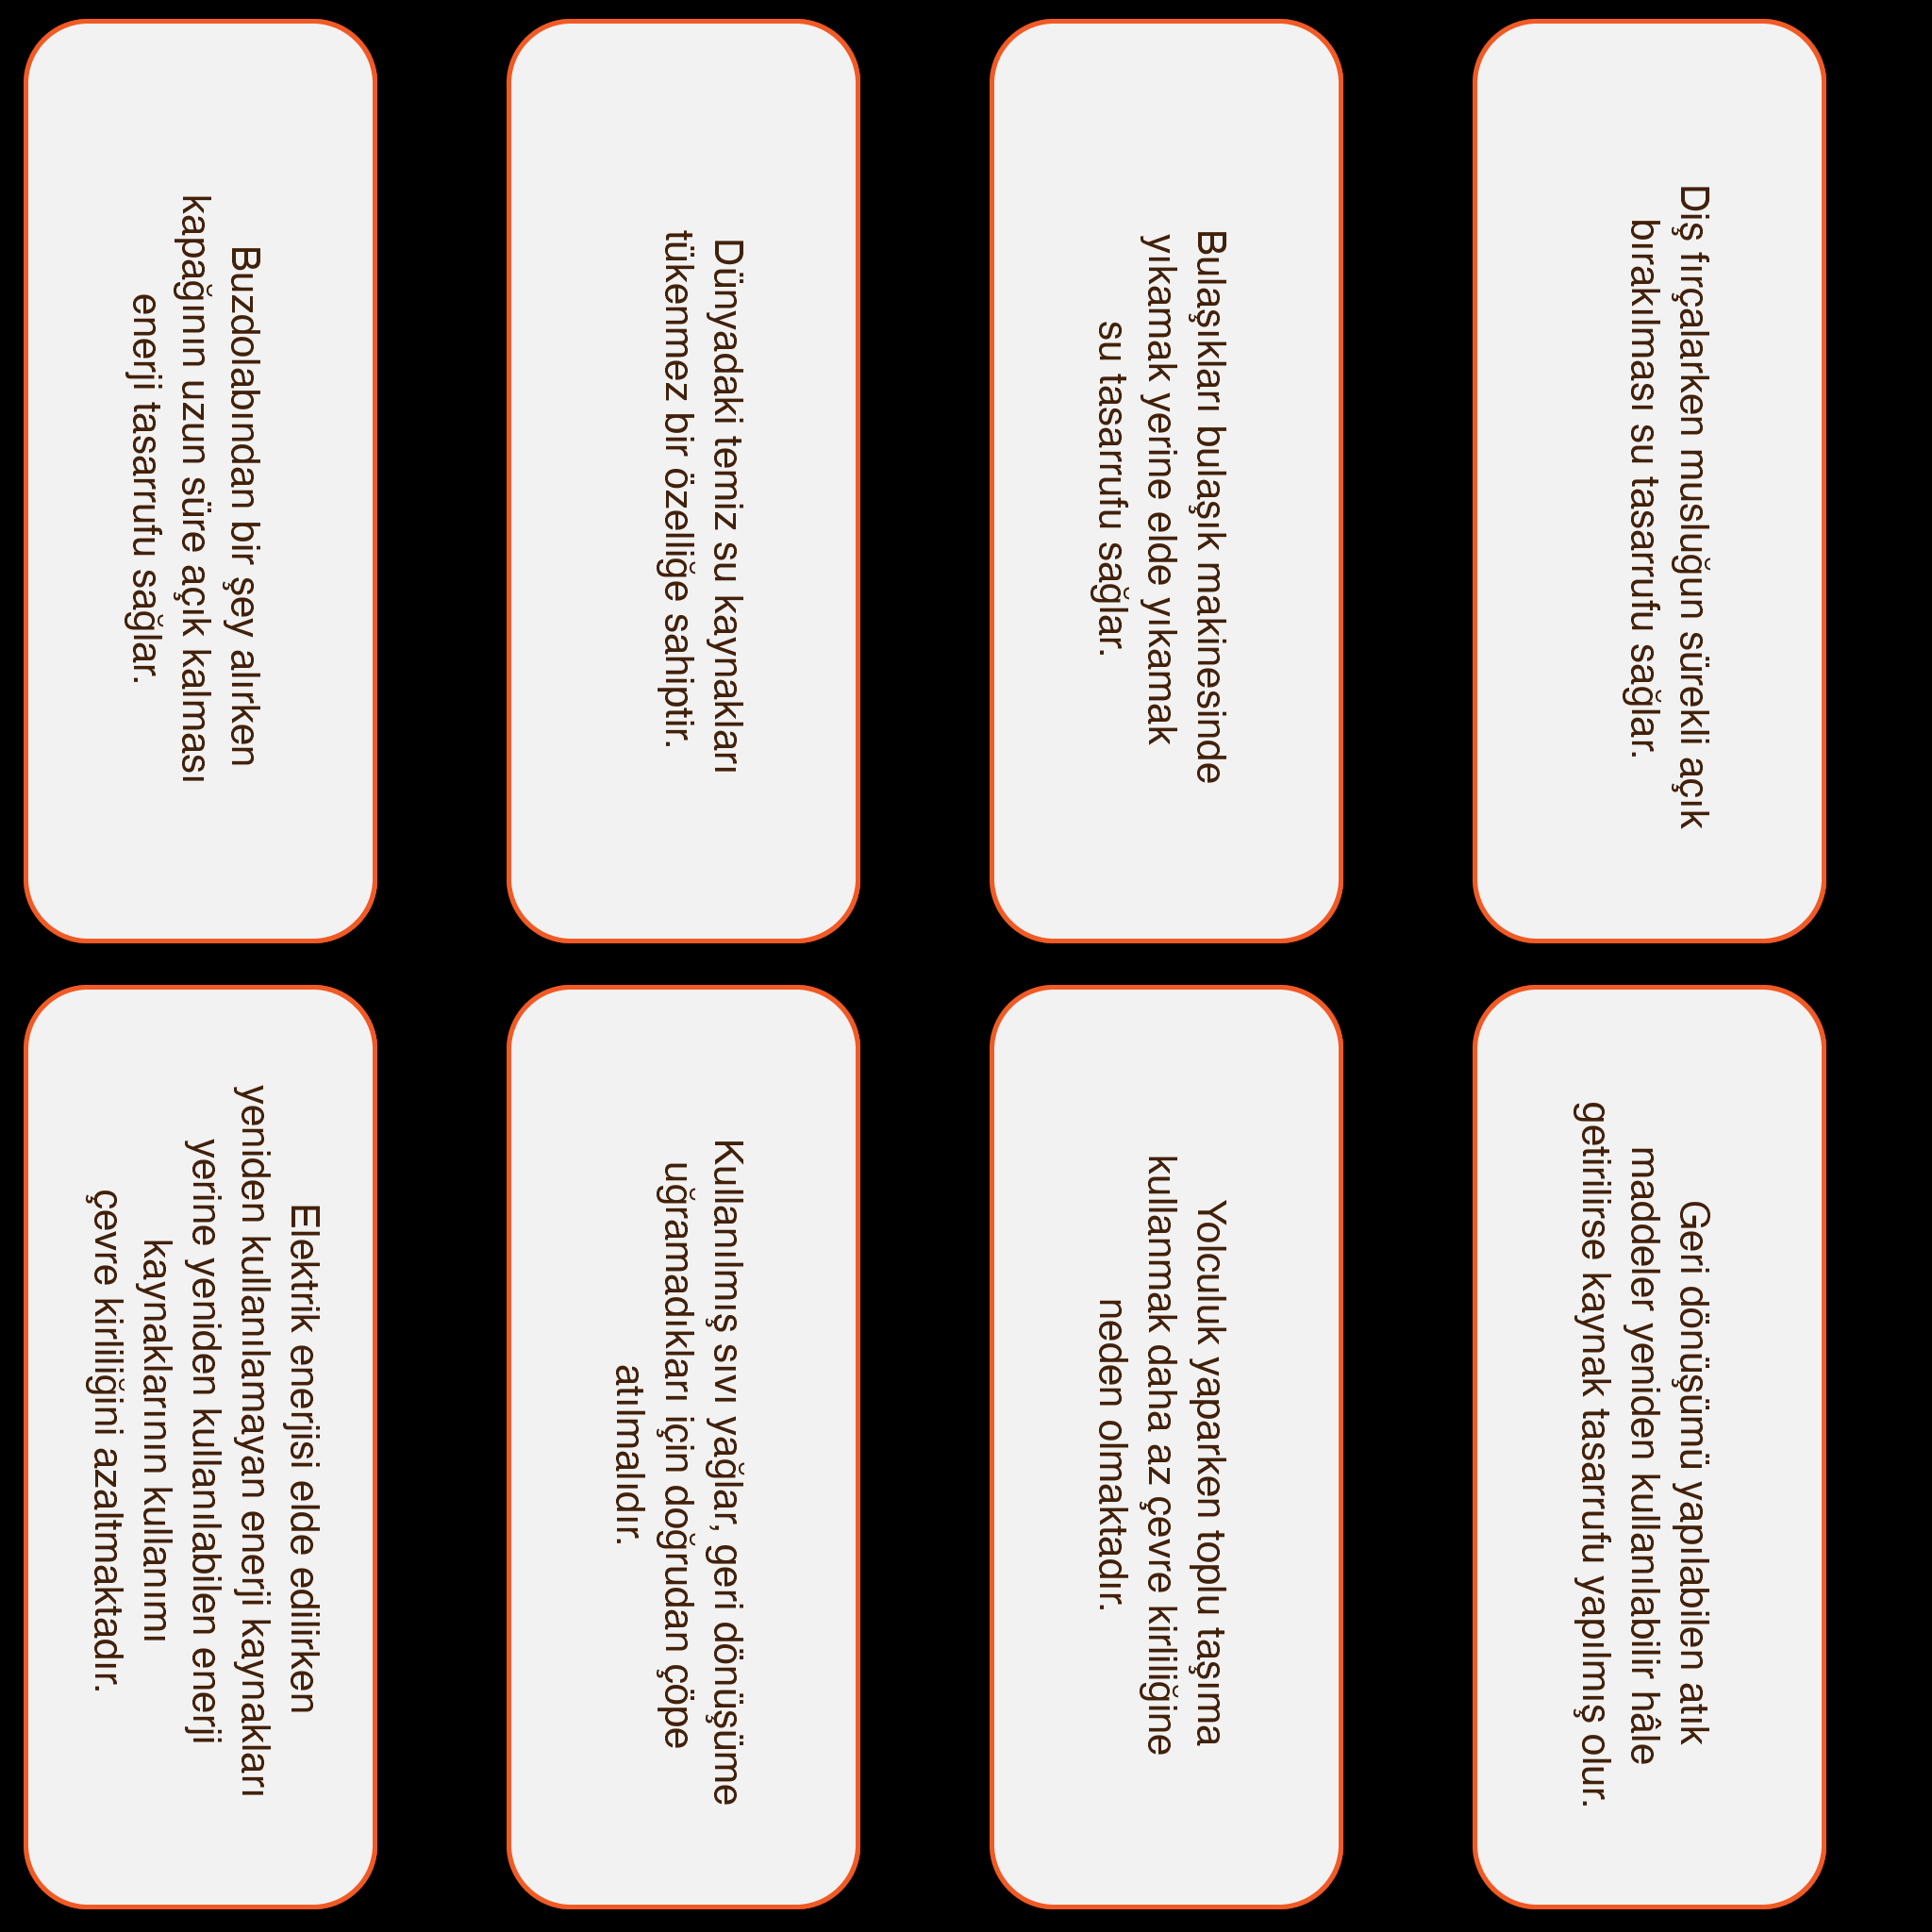 Buzdolabından bir şey alırken
kapağının uzun süre açık kalması
enerji tasarrufu sağlar.
Dünyadaki temiz su kaynakları
tükenmez bir özelliğe sahiptir.
Bulaşıkları bulaşık makinesinde
yıkamak yerine elde yıkamak
su tasarrufu sağlar.
Diş fırçalarken musluğun sürekli açık
bırakılması su tasarrufu sağlar.
Elektrik enerjisi elde edilirken
yeniden kullanılamayan enerji kaynakları
yerine yeniden kullanılabilen enerji
kaynaklarının kullanımı
çevre kirliliğini azaltmaktadır.
Kullanılmış sıvı yağlar, geri dönüşüme
uğramadıkları için doğrudan çöpe
atılmalıdır.
Yolculuk yaparken toplu taşıma
kullanmak daha az çevre kirliliğine
neden olmaktadır.
Geri dönüşümü yapılabilen atık
maddeler yeniden kullanılabilir hâle
getirilirse kaynak tasarrufu yapılmış olur.